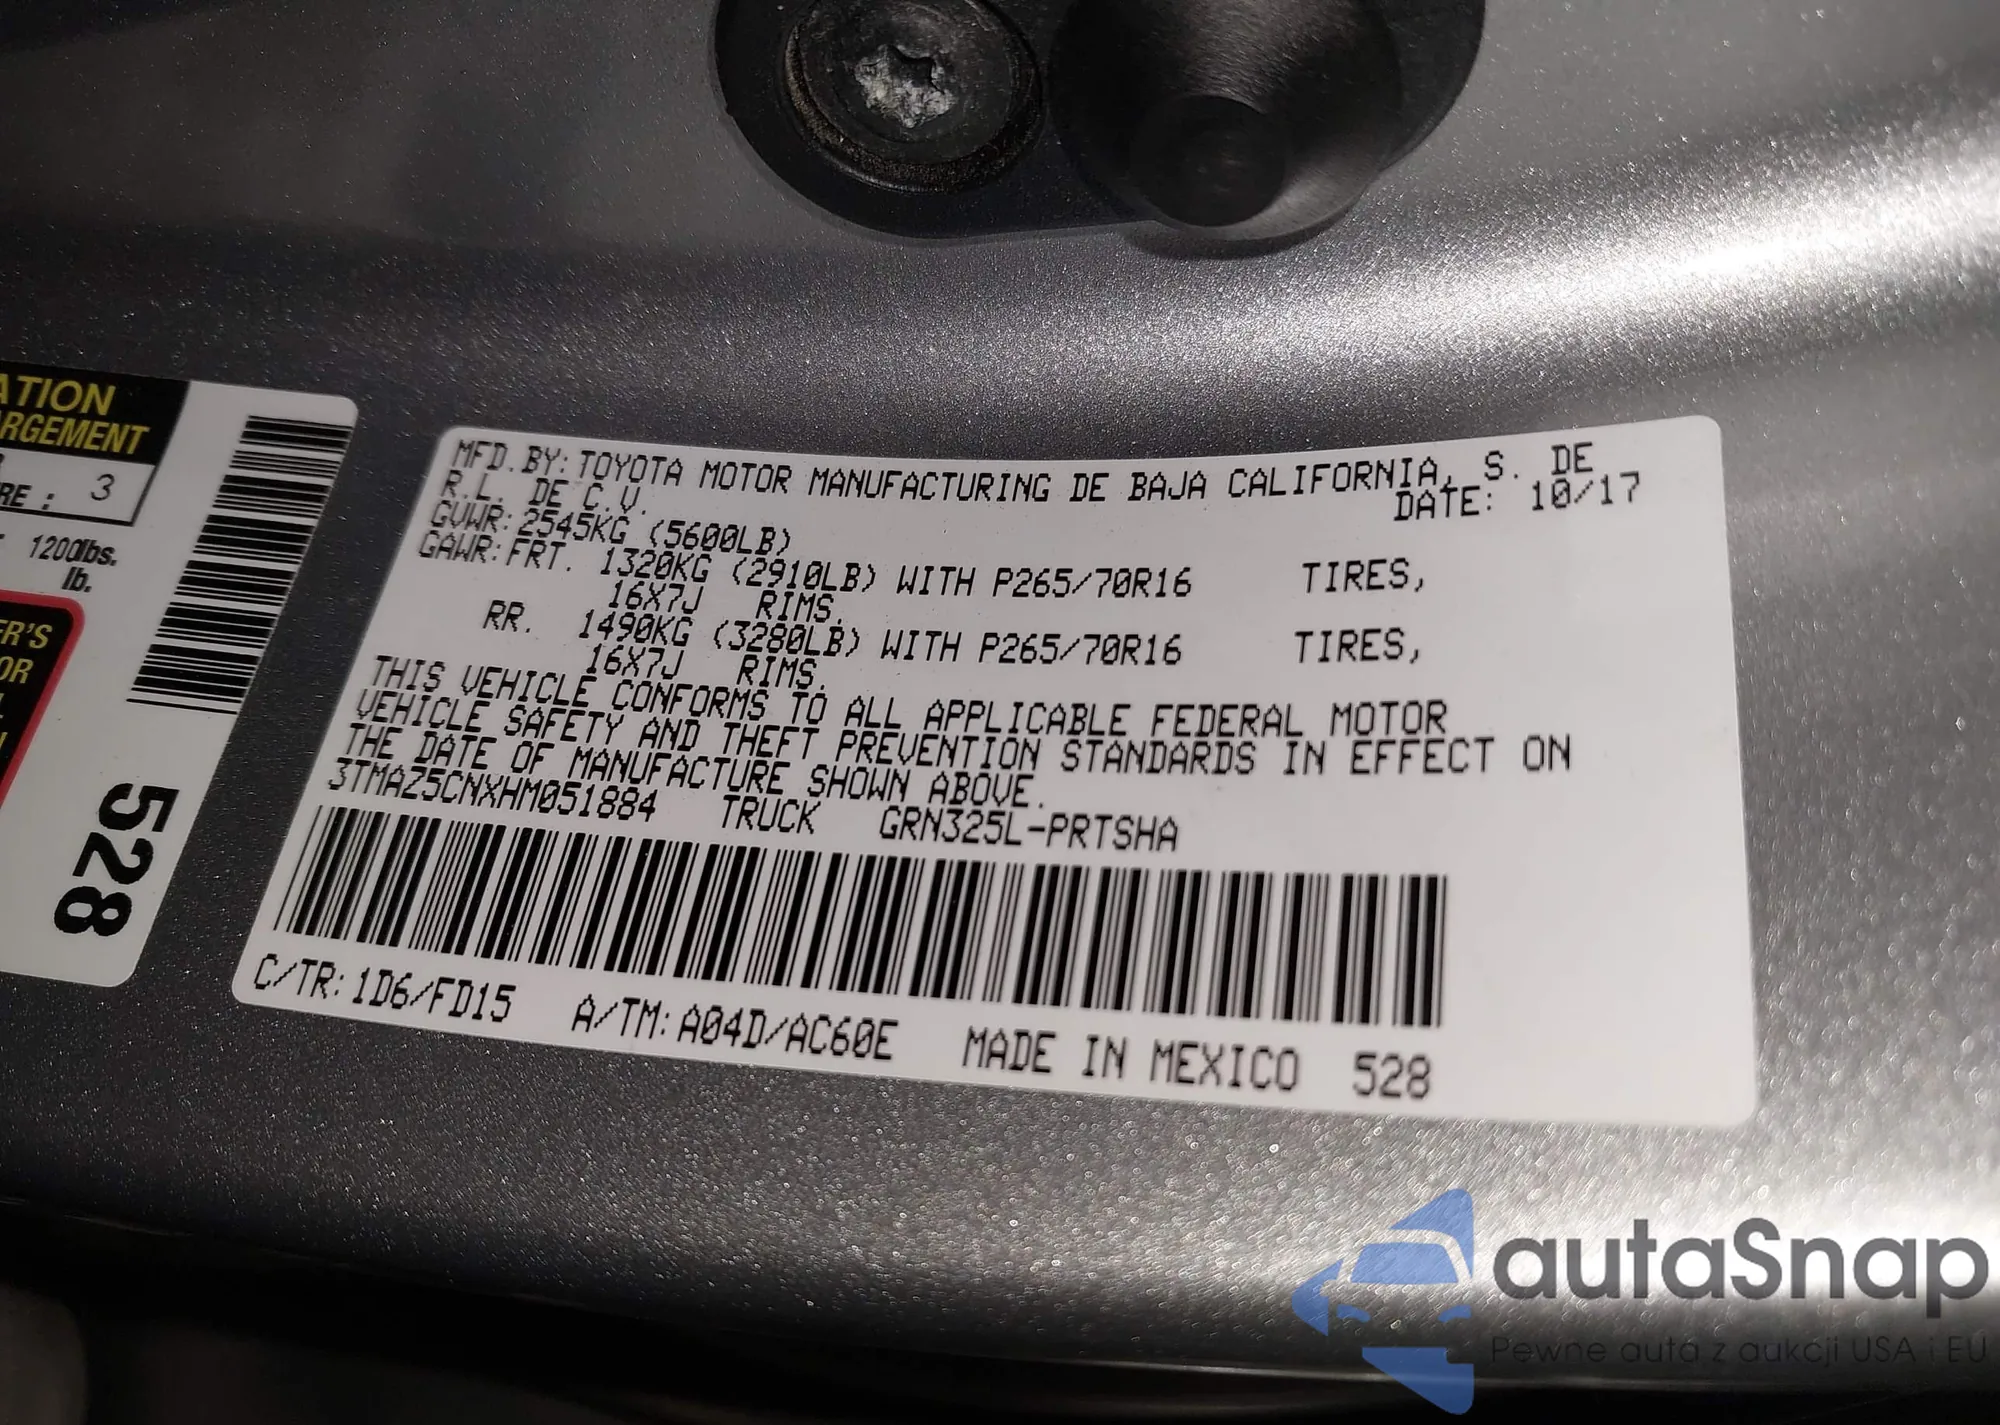 ATION
ARGEMENT
RE : 3
1200lbs.
lb.
ER'S
OR
528
MFD. BY: TOYOTA MOTOR MANUFACTURING DE BAJA CALIFORNIA, S. DE
R.L. DE C.V.
DATE: 10/17
GVWR: 2545KG (5600LB)
GAWR: FRT. 1320KG (2910LB) WITH P265/70R16 TIRES,
16X7J RIMS.
RR. 1490KG (3280LB) WITH P265/70R16 TIRES,
16X7J RIMS.
THIS VEHICLE CONFORMS TO ALL APPLICABLE FEDERAL MOTOR
VEHICLE SAFETY AND THEFT PREVENTION STANDARDS IN EFFECT ON
THE DATE OF MANUFACTURE SHOWN ABOVE.
3TMAZ5CNXHM051884 TRUCK GRN325L-PRTSHA
C/TR: 1D6/FD15 A/TM: A04D/AC60E MADE IN MEXICO 528
autaSnap
Pewne auta z aukcji USA i EU